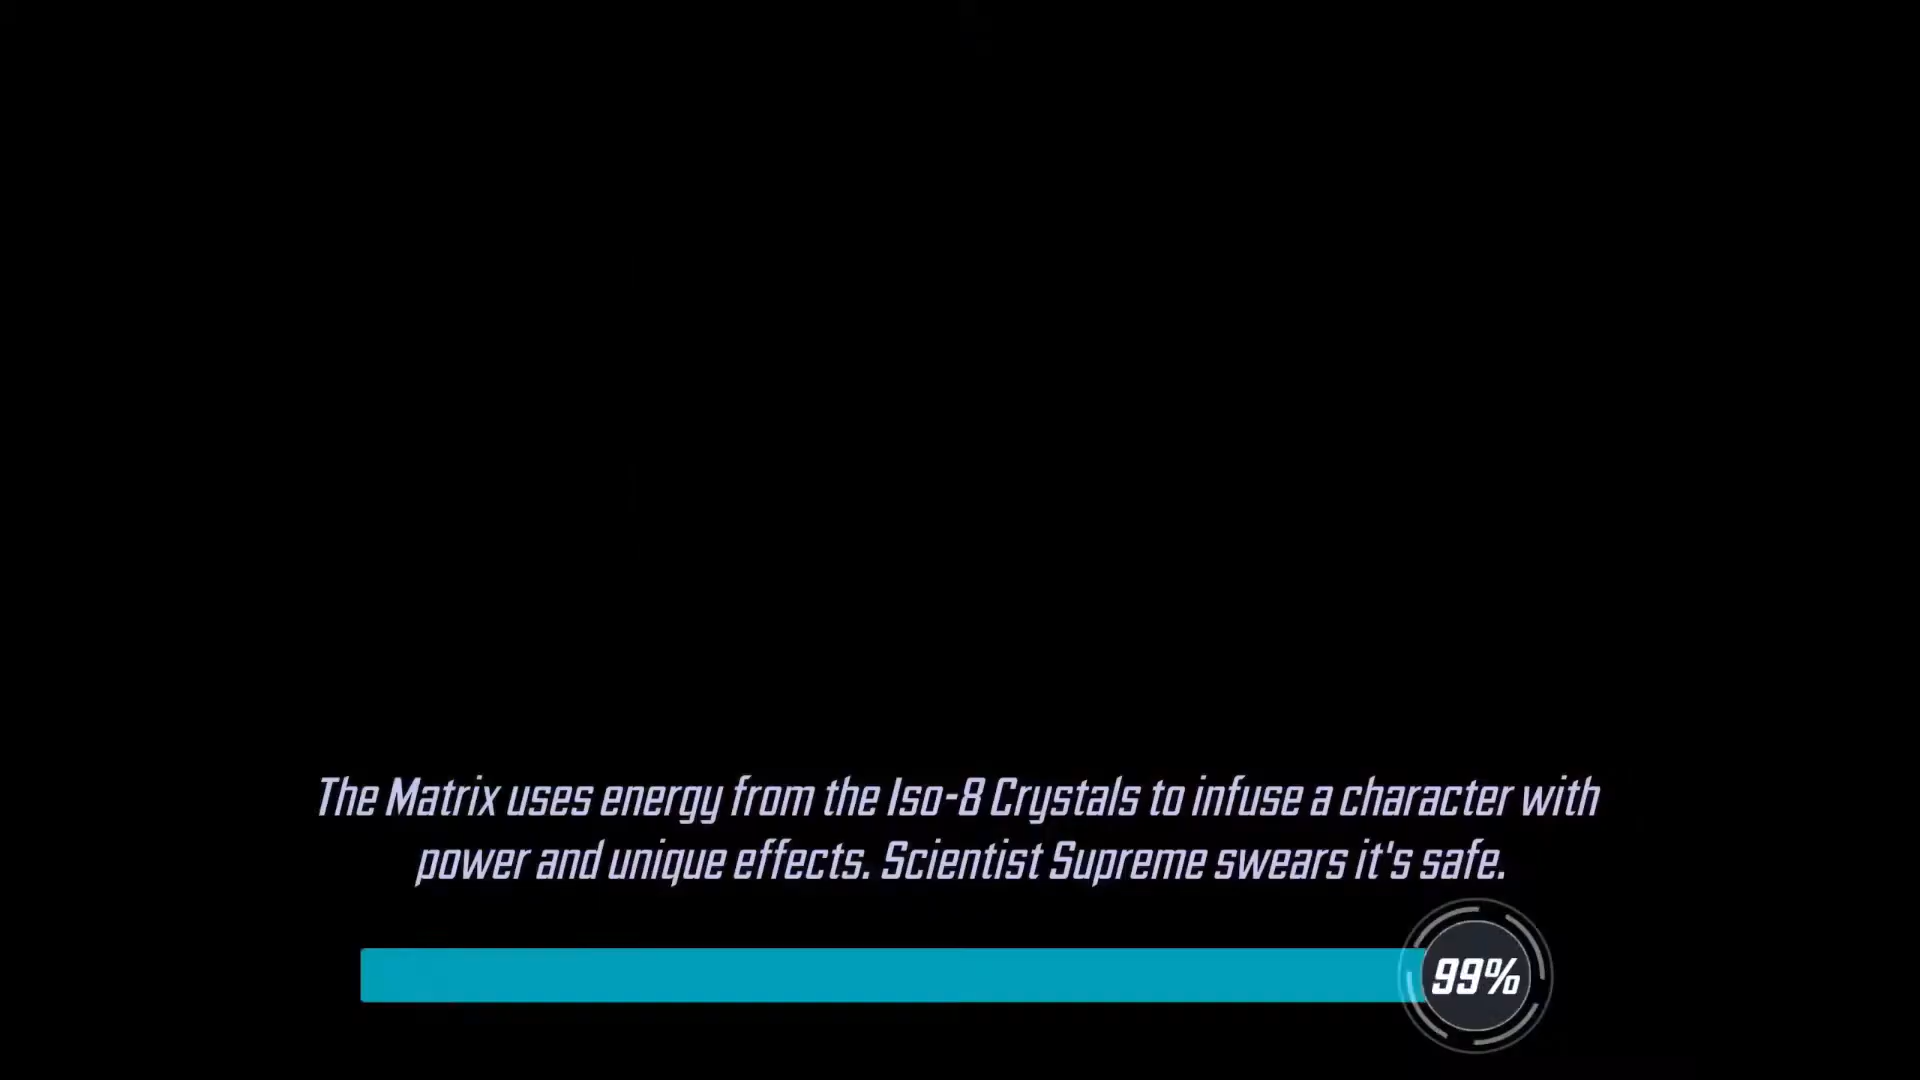 The Matrix uses energy from the Iso-8 Crystals to infuse a character with
power and unique effects. Scientist Supreme swears it's safe.
99%